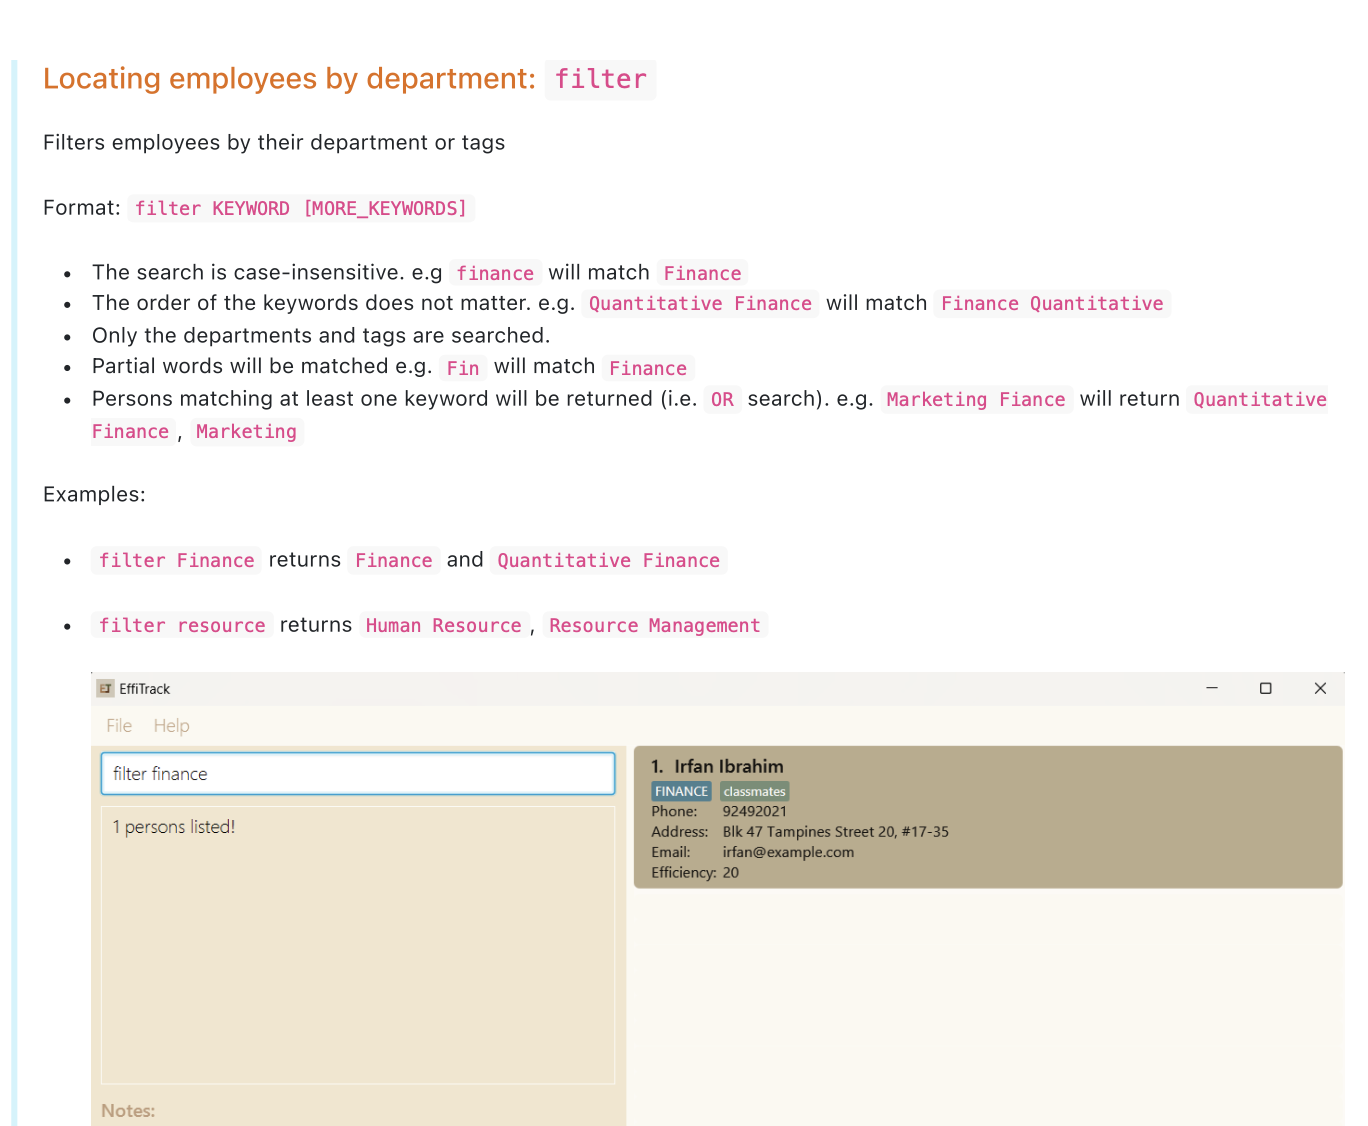 Locating employees by department: filter
Filters employees by their department or tags
Format: filter KEYWORD [MORE_KEYWORDS]
The search is case-insensitive. e.g finance will match Finance
The order of the keywords does not matter. e.g. Quantitative Finance will match Finance Quantitative
Only the departments and tags are searched.
Partial words will be matched e.g. Fin will match Finance
Persons matching at least one keyword will be returned (i.e. OR search). e.g. Marketing Fiance will return Quantitative
Finance , Marketing
Examples:
filter Finance returns Finance and Quantitative Finance
filter resource returns Human Resource , Resource Management
ET EffiTrack
File Help
filter finance
1 persons listed!
Notes:
1. Irfan Ibrahim
FINANCE classmates
Phone: 92492021
Address: Blk 47 Tampines Street 20, #17-35
Email: irfan@example.com
Efficiency: 20